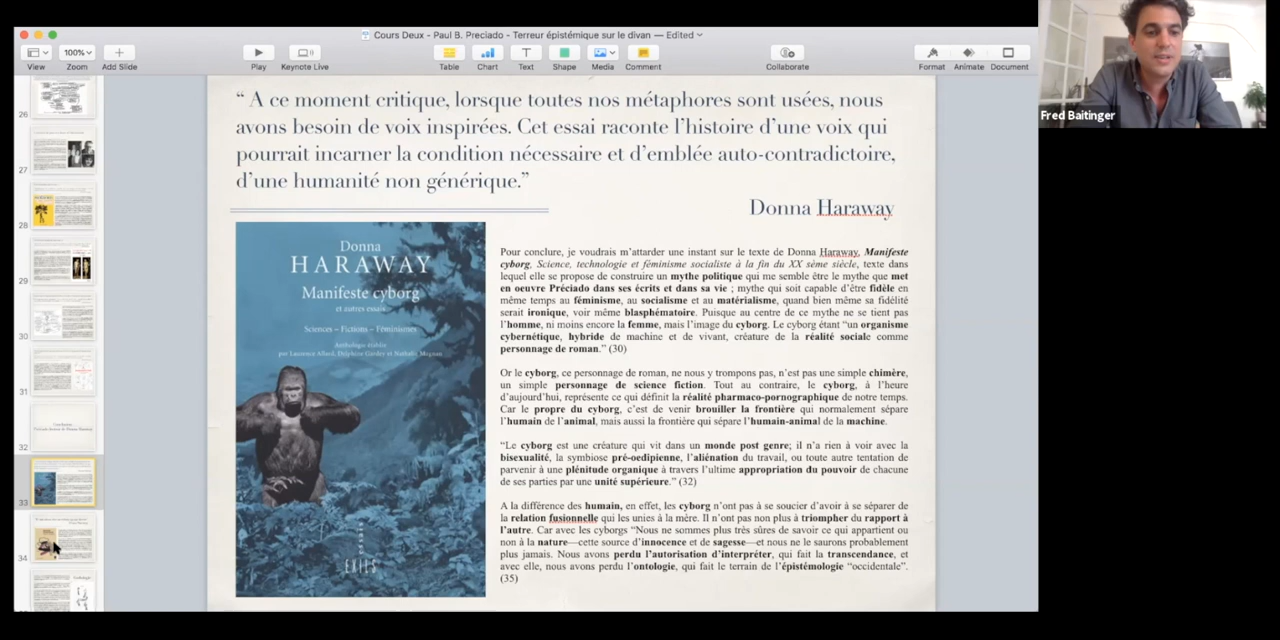 Cours Deux - Paul B. Preciado - Terreur épistémique sur le divan — Edited
100%
View
Zoom
Add Slide
Play
Keynote Live
Table
Chart
Text
Shape
Media
Comment
Collaborate
Format
Animate
Document
Fred Baitinger
26
27
28
29
30
31
32
33
34
“ A ce moment critique, lorsque toutes nos métaphores sont usées, nous
avons besoin de voix inspirées. Cet essai raconte l’histoire d’une voix qui
pourrait incarner la condition nécessaire et d’emblée auto-contradictoire,
d’une humanité non générique.”
Donna Haraway
Donna
HARAWAY
Manifeste cyborg
et autres essais
Sciences – Fictions – Féminismes
Anthologie établie
par Laurence Allard, Delphine Gardey et Nathalie Magnan
EXILS
Pour conclure, je voudrais m’attarder une instant sur le texte de Donna Haraway, Manifeste
cyborg, Science, technologie et féminisme socialiste à la fin du XX sème siècle, texte dans
lequel elle se propose de construire un mythe politique qui me semble être le mythe que met
en oeuvre Préciado dans ses écrits et dans sa vie ; mythe qui soit capable d’être fidèle en
même temps au féminisme, au socialisme et au matérialisme, quand bien même sa fidélité
serait ironique, voir même blasphématoire. Puisque au centre de ce mythe ne se tient pas
l’homme, ni moins encore la femme, mais l’image du cyborg. Le cyborg étant “un organisme
cybernétique, hybride de machine et de vivant, créature de la réalité sociale comme
personnage de roman.” (30)
Or le cyborg, ce personnage de roman, ne nous y trompons pas, n’est pas une simple chimère,
un simple personnage de science fiction. Tout au contraire, le cyborg, à l’heure
d’aujourd’hui, représente ce qui définit la réalité pharmaco-pornographique de notre temps.
Car le propre du cyborg, c’est de venir brouiller la frontière qui normalement sépare
l’humain de l’animal, mais aussi la frontière qui sépare l’humain-animal de la machine.
“Le cyborg est une créature qui vit dans un monde post genre; il n’a rien à voir avec la
bisexualité, la symbiose pré-oedipienne, l’aliénation du travail, ou toute autre tentation de
parvenir à une plénitude organique à travers l’ultime appropriation du pouvoir de chacune
de ses parties par une unité supérieure.” (32)
A la différence des humain, en effet, les cyborg n’ont pas à se soucier d’avoir à se séparer de
la relation fusionnelle qui les unies à la mère. Il n’ont pas non plus à triompher du rapport à
l’autre. Car avec les cyborgs “Nous ne sommes plus très sûres de savoir ce qui appartient ou
non à la nature—cette source d’innocence et de sagesse—et nous ne le saurons probablement
plus jamais. Nous avons perdu l’autorisation d’interpréter, qui fait la transcendance, et
avec elle, nous avons perdu l’ontologie, qui fait le terrain de l’épistémologie “occidentale”.
(35)